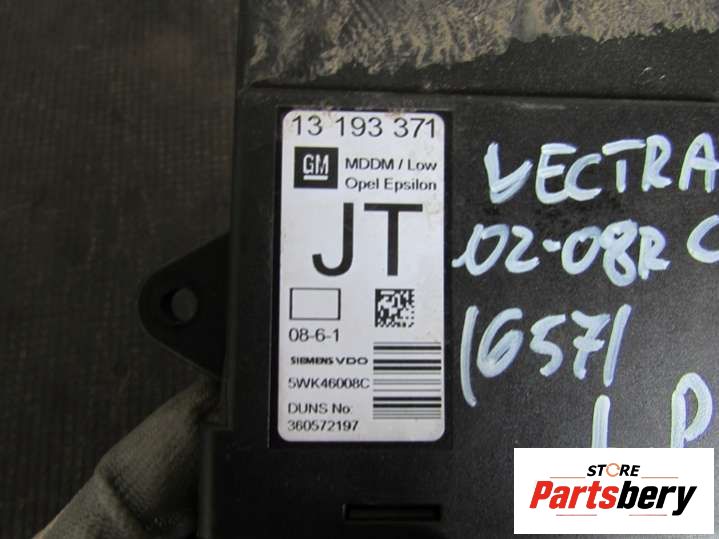 13 193 371
GM
MDDM / Low
Opel Epsilon
JT
08-6-1
SIEMENS VDO
5WK46008C
DUNS No:
360572197
VECTRA
02-08R C
16571
LP
STORE
Partsbery